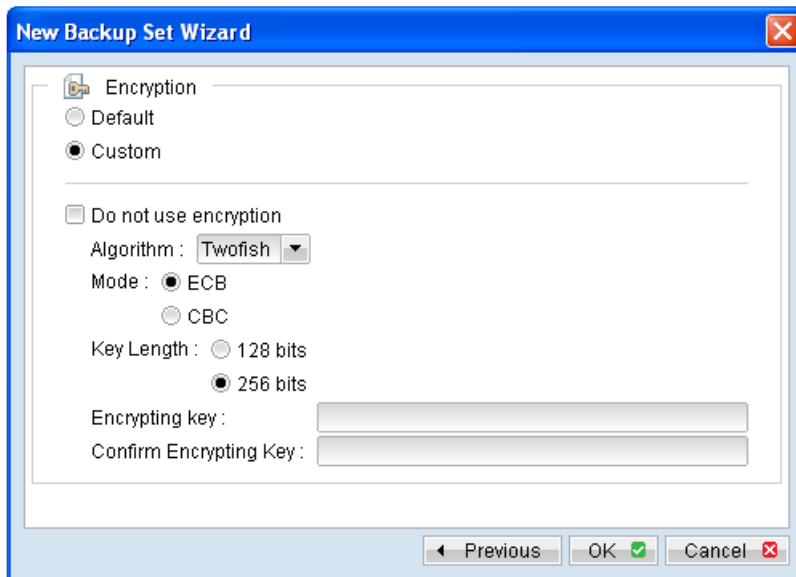 New Backup Set Wizard
Encryption
Default
Custom
Do not use encryption
Algorithm : Twofish
Mode : ECB
CBC
Key Length : 128 bits
256 bits
Encrypting key :
Confirm Encrypting Key :
Previous OK Cancel